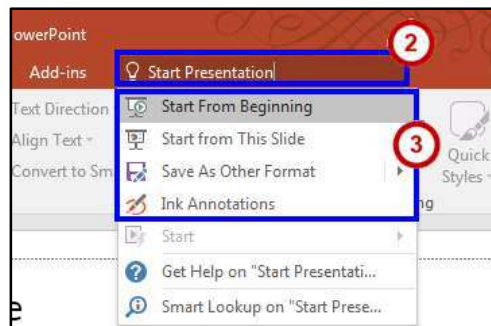 owerPoint
2
Add-ins
Start Presentation
Text Direction
Start From Beginning
Align Text
Start from This Slide
3
Convert to Sm
Save As Other Format
Quick
Styles
Ink Annotations
ng
Start
Get Help on "Start Presentati...
Smart Lookup on "Start Prese...
e